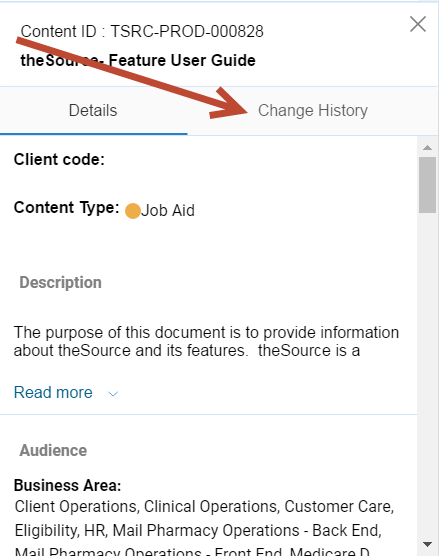 Content ID : TSRC-PROD-000828
theSource- Feature User Guide
Details
Change History
Client code:
Content Type: Job Aid
Description
The purpose of this document is to provide information
about theSource and its features. theSource is a
Read more
Audience
Business Area:
Client Operations, Clinical Operations, Customer Care,
Eligibility, HR, Mail Pharmacy Operations - Back End,
Mail Pharmacy Operations - Front End, Medicare D